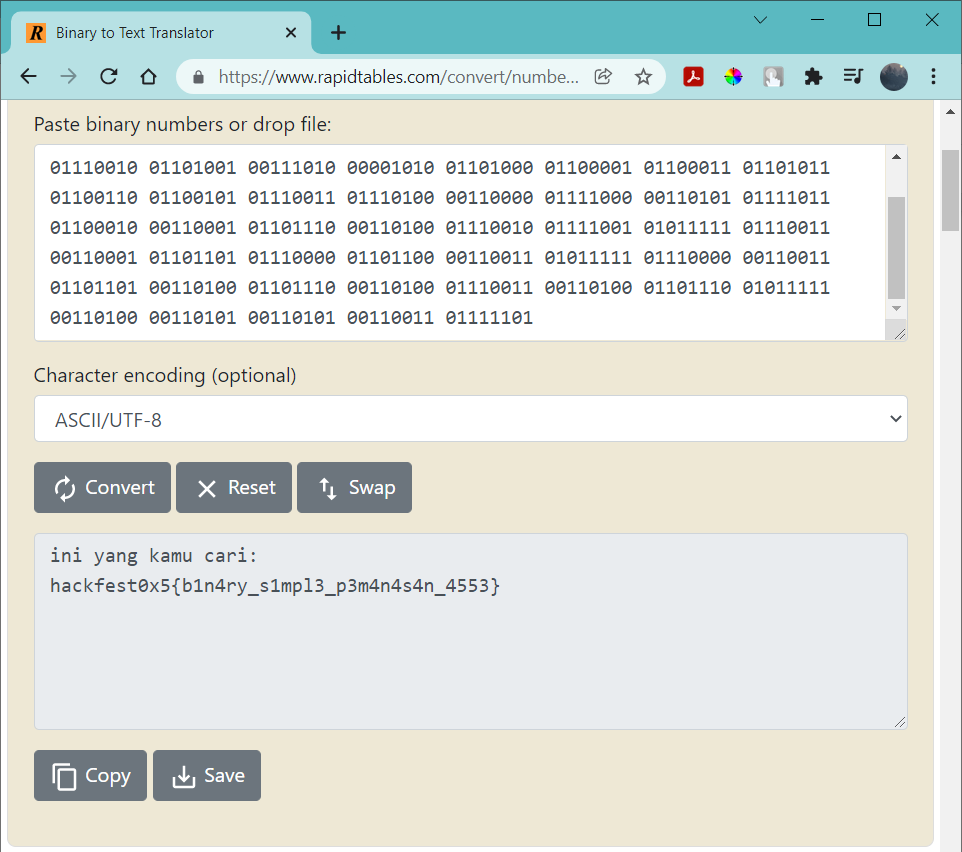 Binary to Text Translator
https://www.rapidtables.com/convert/numbe...
Paste binary numbers or drop file:
01110010 01101001 00111010 00001010 01101000 01100001 01100011 01101011
01100110 01100101 01110011 01110100 00110000 01111000 00110101 01111011
01100010 00110001 01101110 00110100 01110010 01111001 01011111 01110011
00110001 01101101 01110000 01101100 00110011 01011111 01110000 00110011
01101101 00110100 01101110 00110100 01110011 00110100 01101110 01011111
00110100 00110101 00110101 00110011 01111101
Character encoding (optional)
ASCII/UTF-8
Convert Reset Swap
ini yang kamu cari:
hackfest0x5{b1n4ry_s1mpl3_p3m4n4s4n_4553}
Copy Save